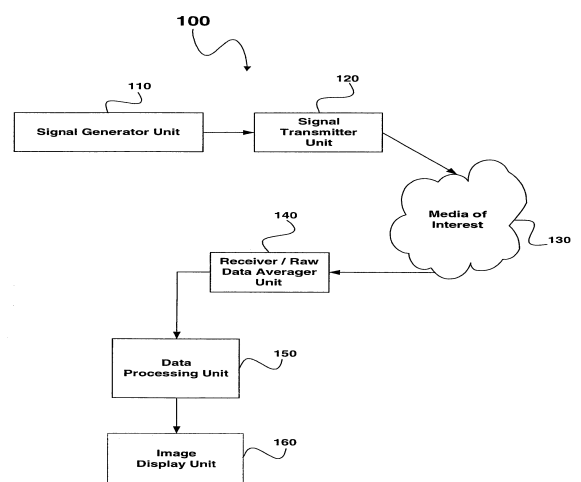 100
110
120
Signal Generator Unit
Signal
Transmitter
Unit
Media of
Interest
130
140
Receiver / Raw
Data Averager
Unit
Data
Processing Unit
150
Image
Display Unit
160